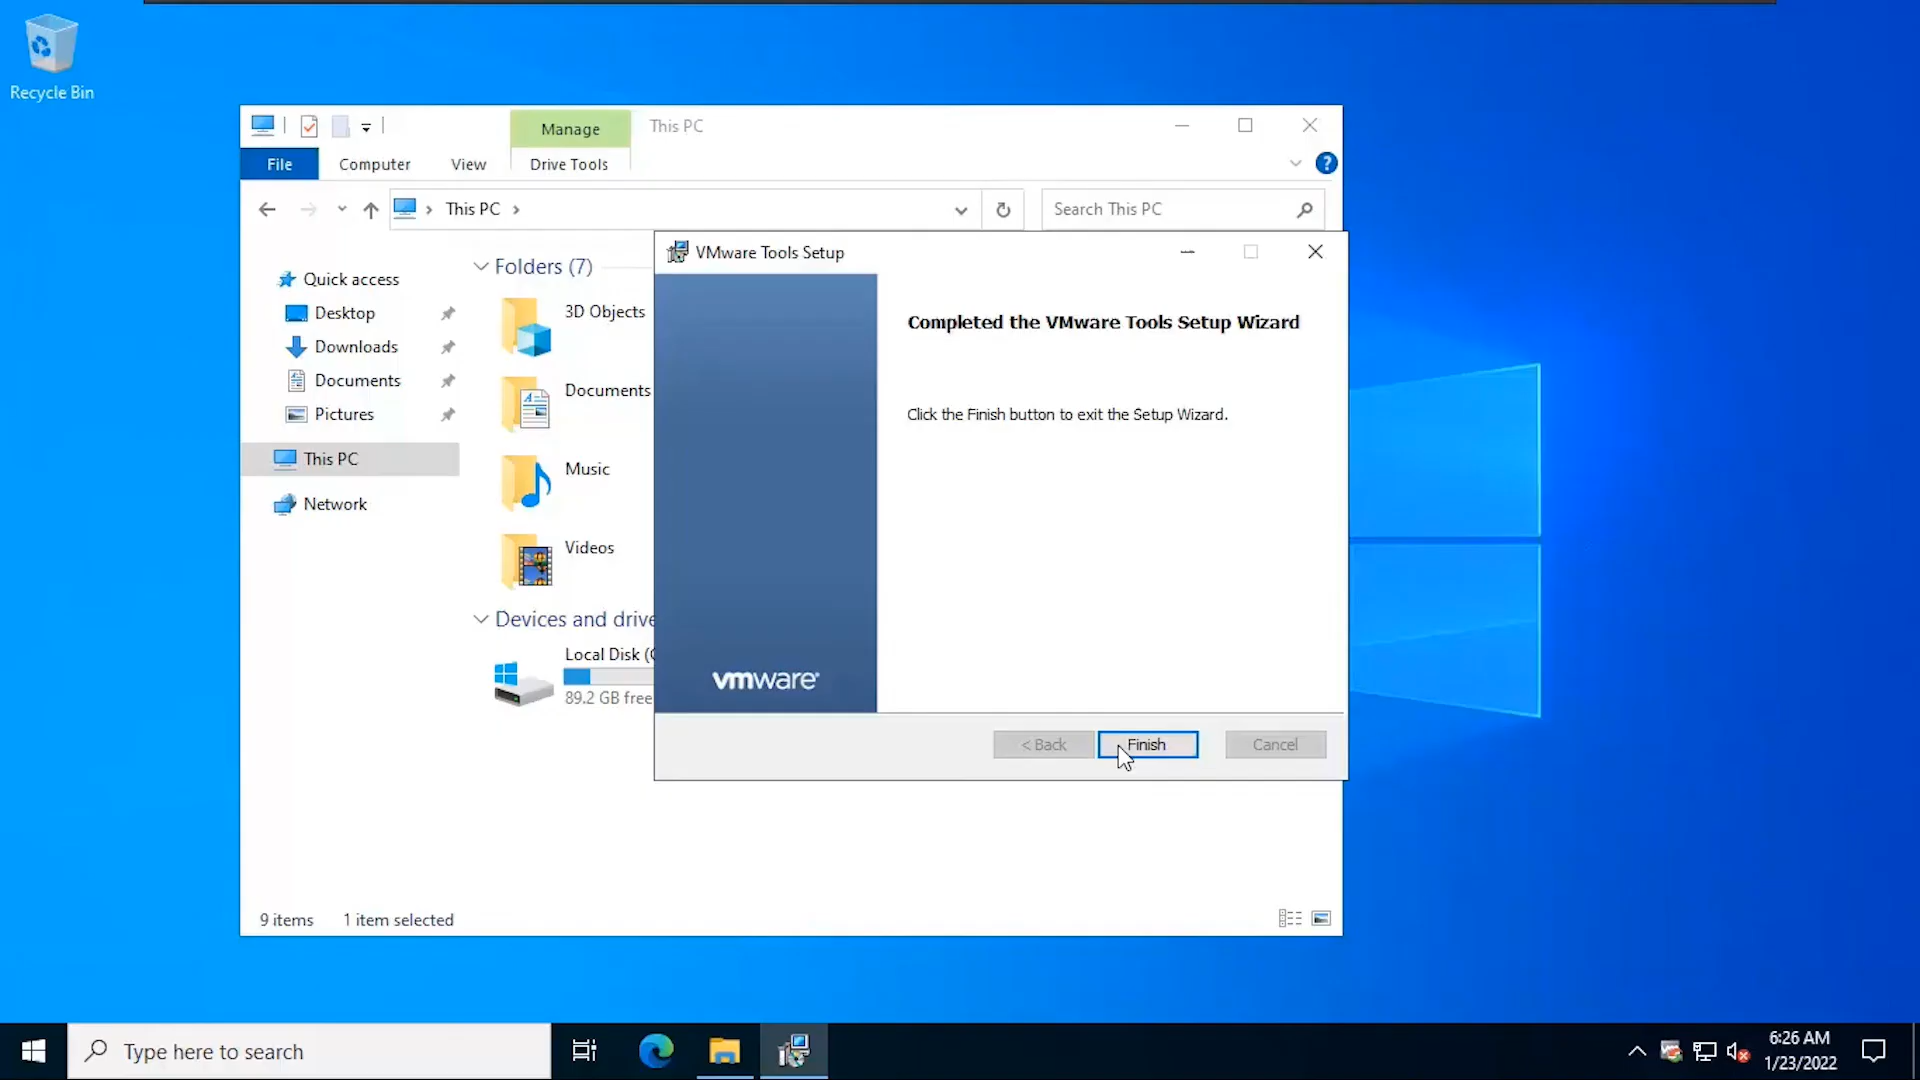 Recycle Bin
Manage
This PC
File
Computer
View
Drive Tools
This PC
Search This PC
Quick access
Desktop
Downloads
Documents
Pictures
This PC
Network
Folders (7)
3D Objects
Documents
Music
Videos
Devices and drive
Local Disk (
89.2 GB free
VMware Tools Setup
Completed the VMware Tools Setup Wizard
Click the Finish button to exit the Setup Wizard.
vmware
< Back
Finish
Cancel
9 items
1 item selected
Type here to search
6:26 AM
1/23/2022